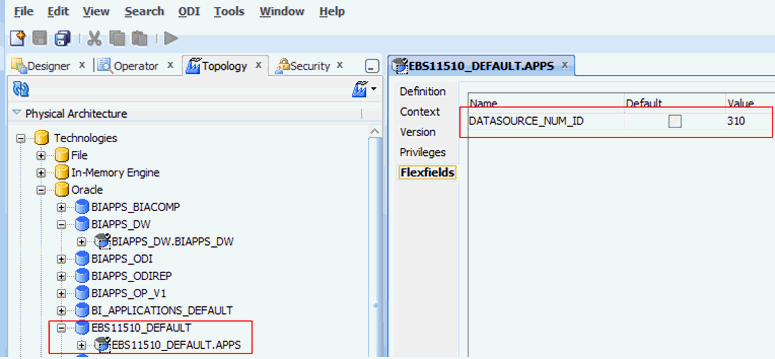 File Edit View Search ODI Tools Window Help
Designer x Operator x Topology x Security x
EBS11510_DEFAULT.APPS x
Physical Architecture
Technologies
File
In-Memory Engine
Oracle
BIAPPS_BIACOMP
BIAPPS_DW
BIAPPS_DW.BIAPPS_DW
BIAPPS_ODI
BIAPPS_ODIREP
BIAPPS_OP_V1
BI_APPLICATIONS_DEFAULT
EBS11510_DEFAULT
EBS11510_DEFAULT.APPS
Definition
Context
Version
Privileges
Flexfields
Name Default Value
DATASOURCE_NUM_ID 310